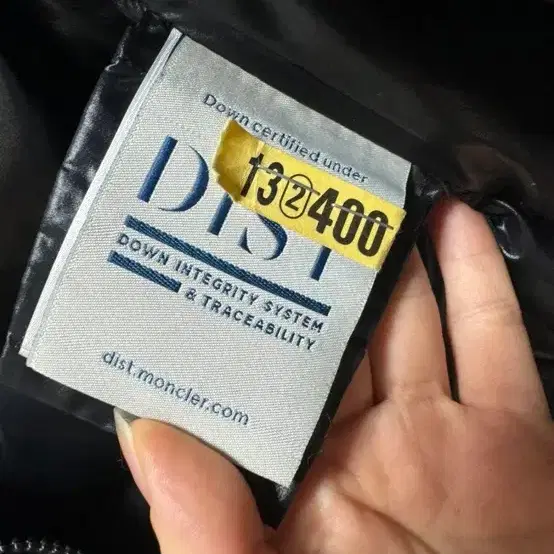 Down certified under
DIST
13②400
DOWN INTEGRITY SYSTEM
& TRACEABILITY
dist.moncler.com